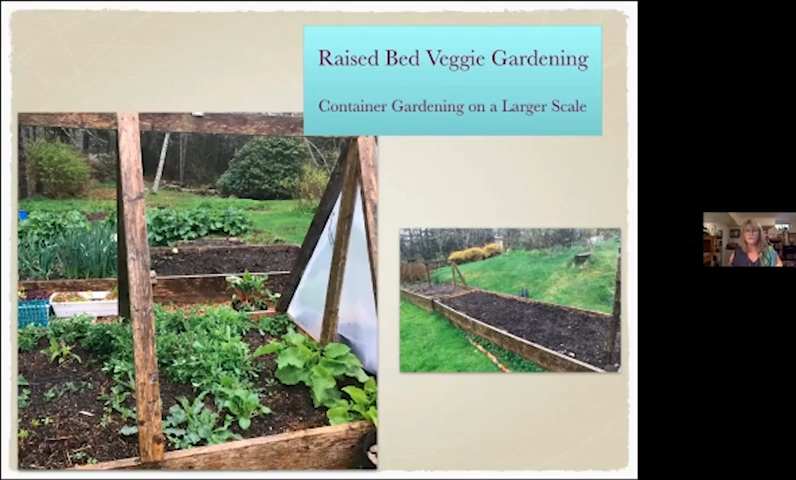 Raised Bed Veggie Gardening
Container Gardening on a Larger Scale